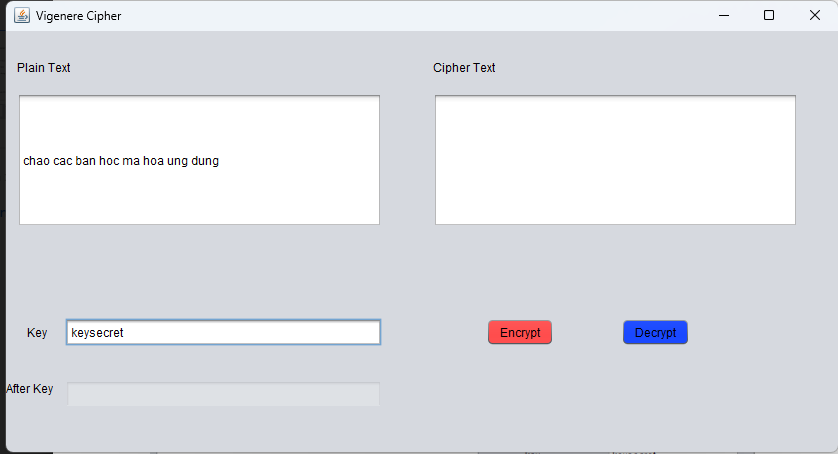 Vigenere Cipher
Plain Text
Cipher Text
chao cac ban hoc ma hoa ung dung
Key
keysecret
Encrypt
Decrypt
After Key